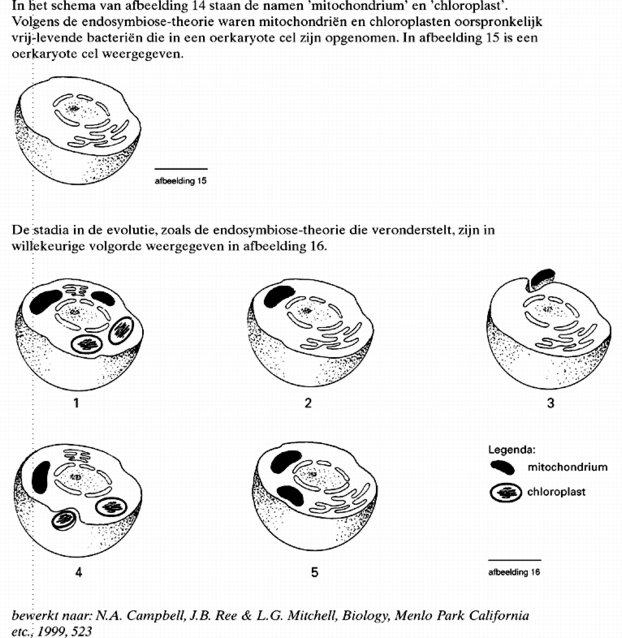 In het schema van afbeelding 14 staan de namen 'mitochondrium' en 'chloroplast'.
Volgens de endosymbiose-theorie waren mitochondriën en chloroplasten oorspronkelijk
vrij-levende bacteriën die in een oerkaryote cel zijn opgenomen. In afbeelding 15 is een
oerkaryote cel weergegeven.
afbeelding 15
De stadia in de evolutie, zoals de endosymbiose-theorie die veronderstelt, zijn in
willekeurige volgorde weergegeven in afbeelding 16.
1
2
3
Legenda:
mitochondrium
chloroplast
4
5
afbeelding 16
bewerkt naar: N.A. Campbell, J.B. Ree & L.G. Mitchell, Biology, Menlo Park California
etc., 1999, 523